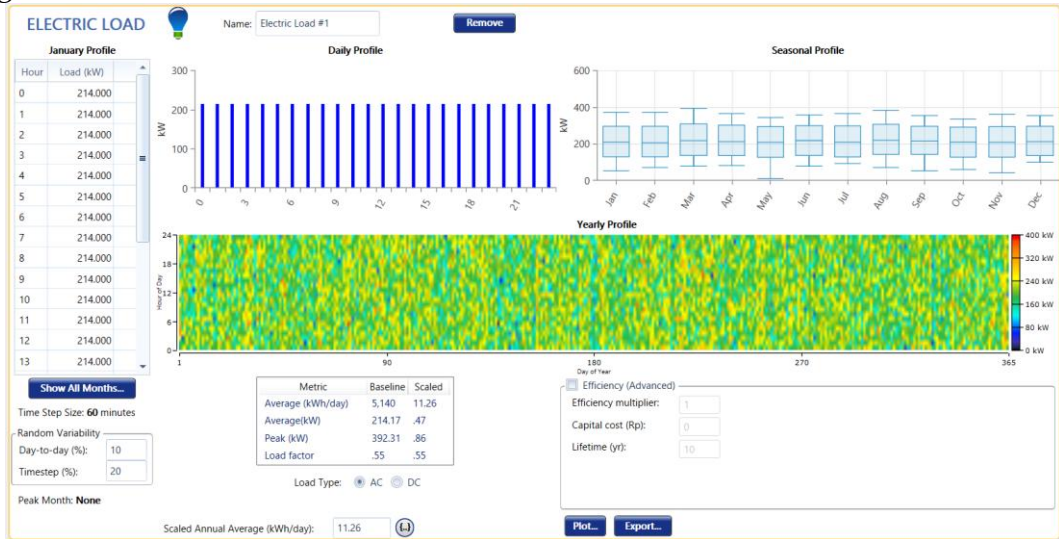 ELECTRIC LOAD
Name: Electric Load #1
Remove
January Profile
Hour Load (kW)
0 214.000
1 214.000
2 214.000
3 214.000
4 214.000
5 214.000
6 214.000
7 214.000
8 214.000
9 214.000
10 214.000
11 214.000
12 214.000
13 214.000
Show All Months...
Time Step Size: 60 minutes
Random Variability
Day-to-day (%): 10
Timestep (%): 20
Peak Month: None
Daily Profile
kW
300
200
100
0
0 3 6 9 12 15 18 21
Seasonal Profile
kW
600
400
200
0
Jan Feb Mar Apr May Jun Jul Aug Sep Oct Nov Dec
Yearly Profile
Hour of Day
24
18
12
6
0
1 90 180 270 365
Day of Year
400 kW
320 kW
240 kW
160 kW
80 kW
0 kW
Metric Baseline Scaled
Average (kWh/day) 5,140 11.26
Average(kW) 214.17 .47
Peak (kW) 392.31 .86
Load factor .55 .55
Load Type: AC DC
Scaled Annual Average (kWh/day): 11.26 {..}
Efficiency (Advanced)
Efficiency multiplier: 1
Capital cost (Rp): 0
Lifetime (yr): 10
Plot... Export...